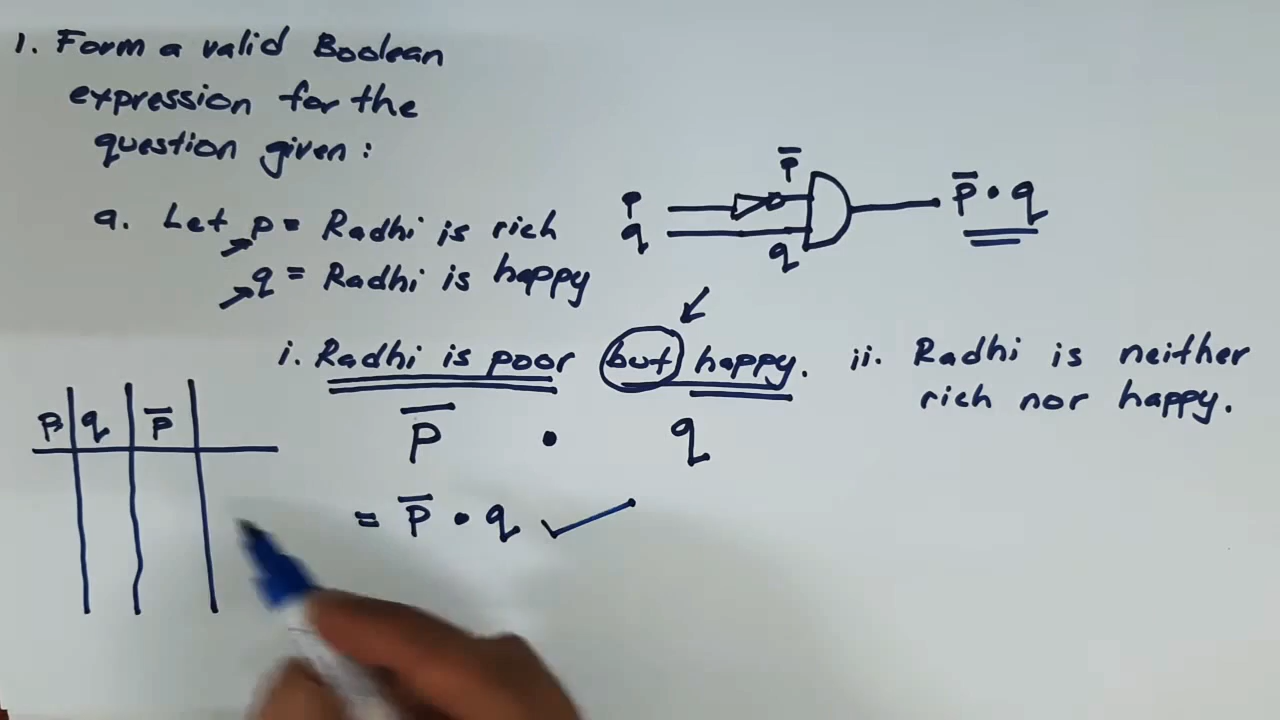 1. Form a valid Boolean
expression for the
question given:
a. Let p = Radhi is rich
q = Radhi is happy
p̅
p
q
q
p̅ • q
i. Radhi is poor but happy.
ii. Radhi is neither
rich nor happy.
p q p̅
p̅ • q
= p̅ • q ✓